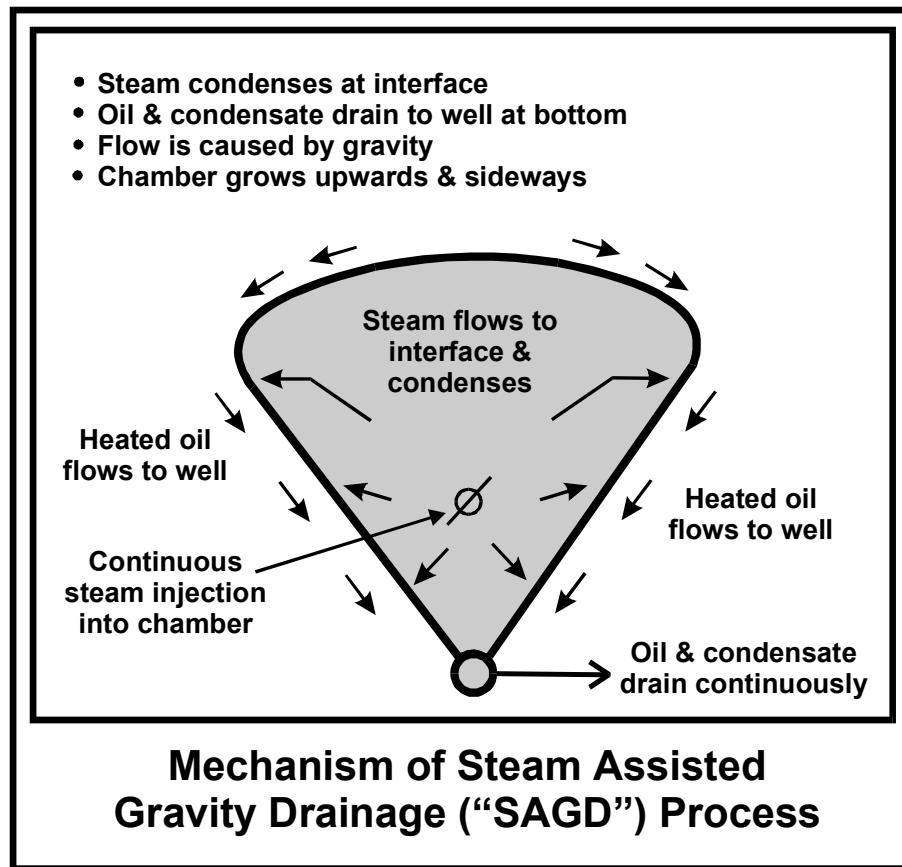 • Steam condenses at interface
• Oil & condensate drain to well at bottom
• Flow is caused by gravity
• Chamber grows upwards & sideways
Steam flows to
interface &
condenses
Heated oil
flows to well
Heated oil
flows to well
Continuous
steam injection
into chamber
Oil & condensate
drain continuously
Mechanism of Steam Assisted
Gravity Drainage (“SAGD”) Process